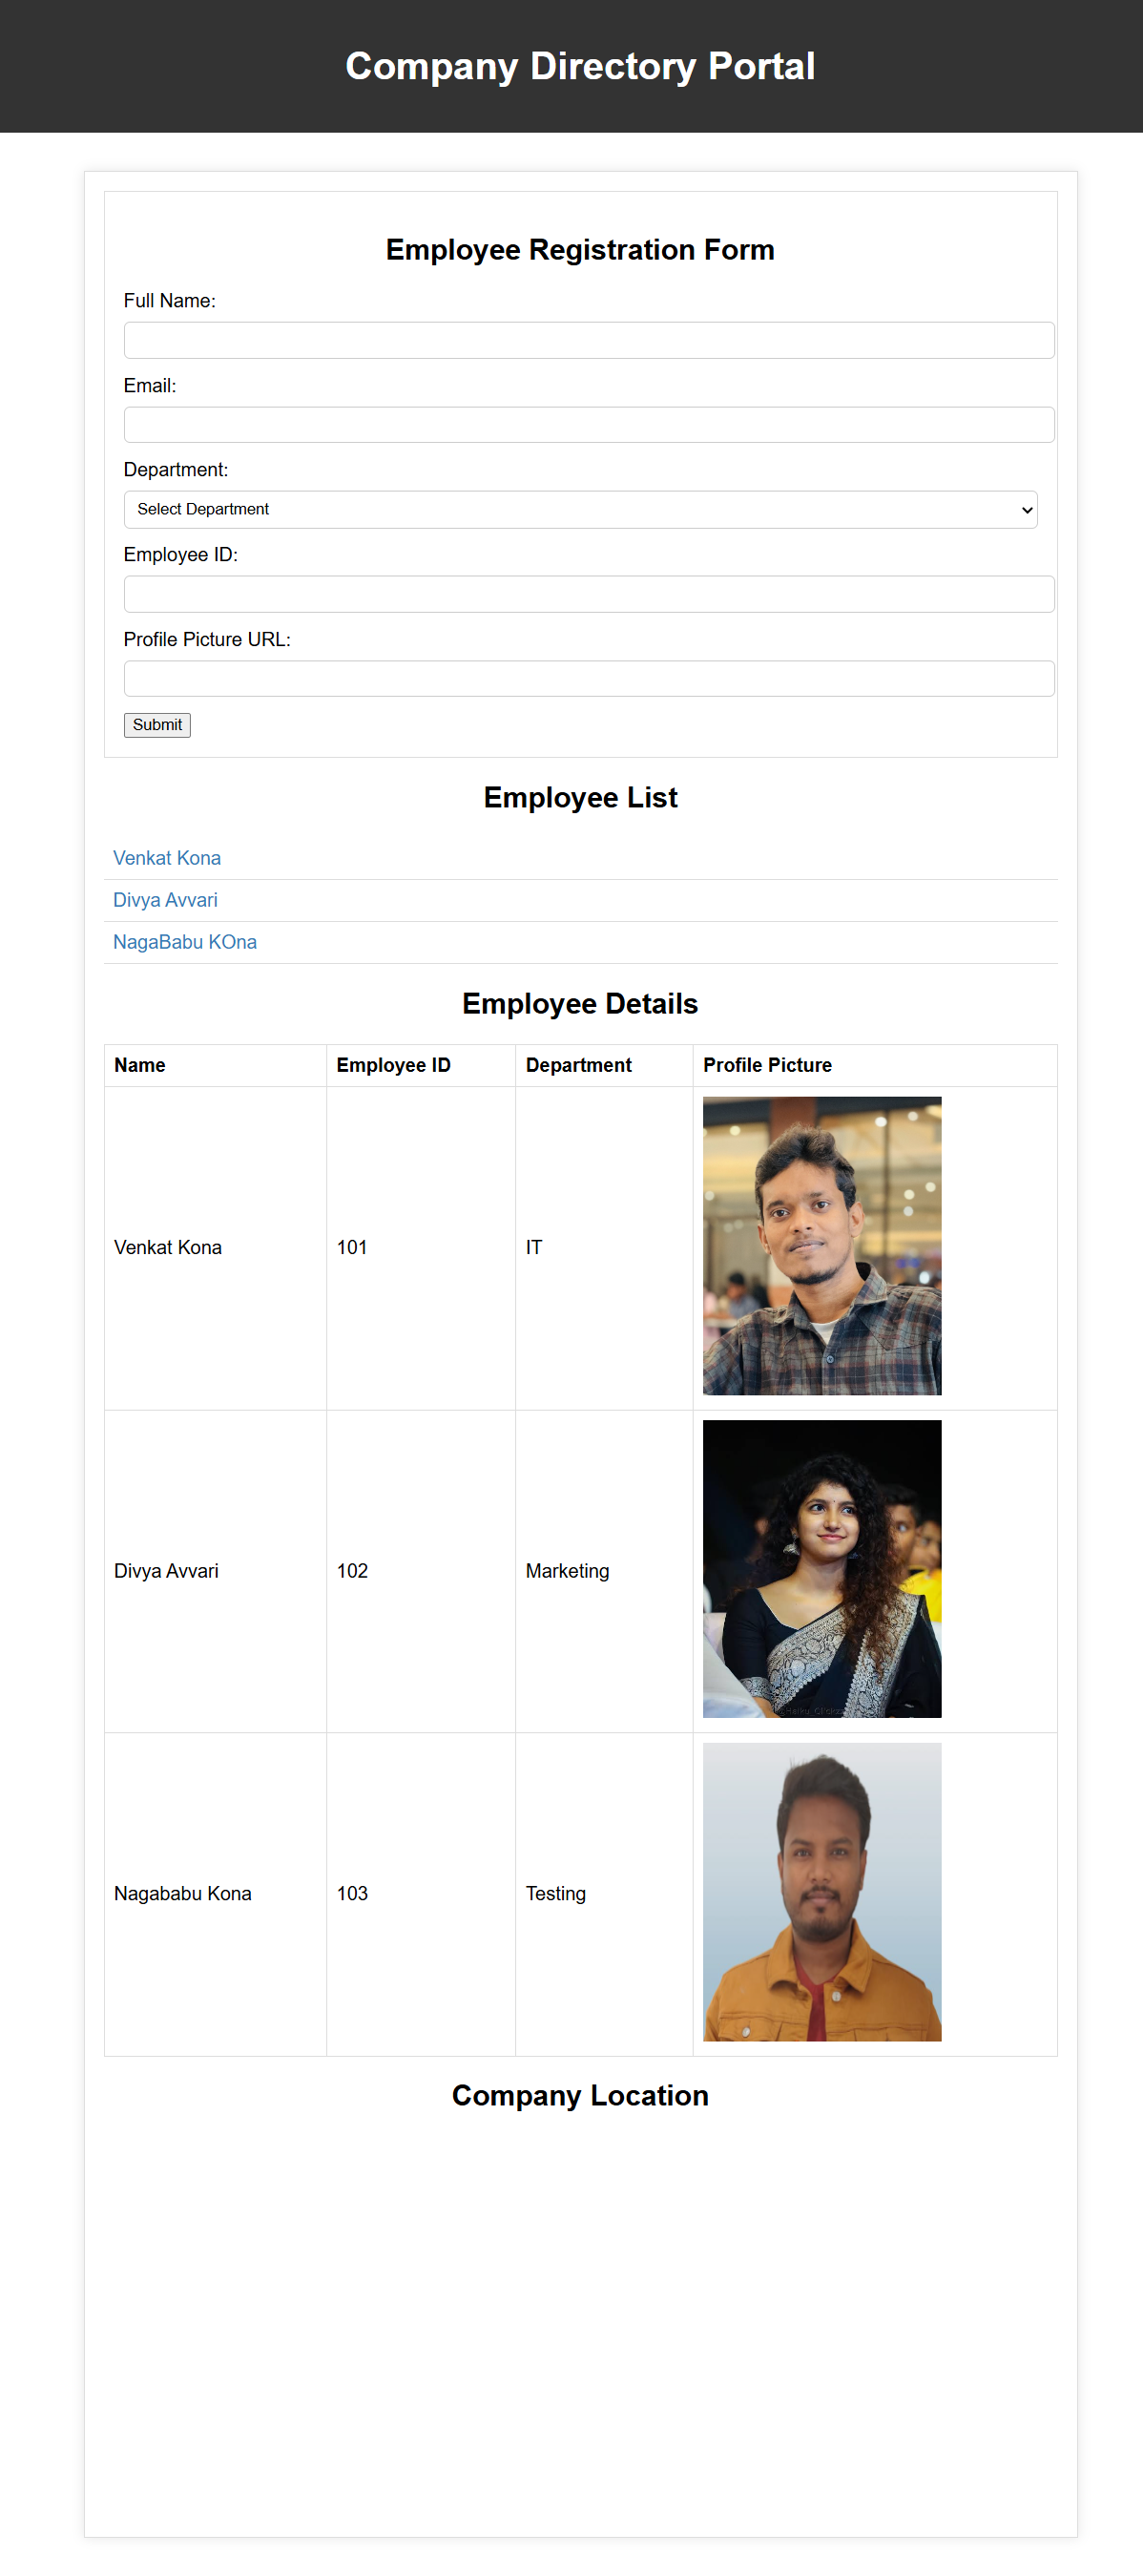 Company Directory Portal
Employee Registration Form
Full Name:
Email:
Department:
Select Department
Employee ID:
Profile Picture URL:
Submit
Employee List
Venkat Kona
Divya Avvari
NagaBabu KOna
Employee Details
Name Employee ID Department Profile Picture
Venkat Kona 101 IT
Divya Avvari 102 Marketing
Nagababu Kona 103 Testing
Company Location